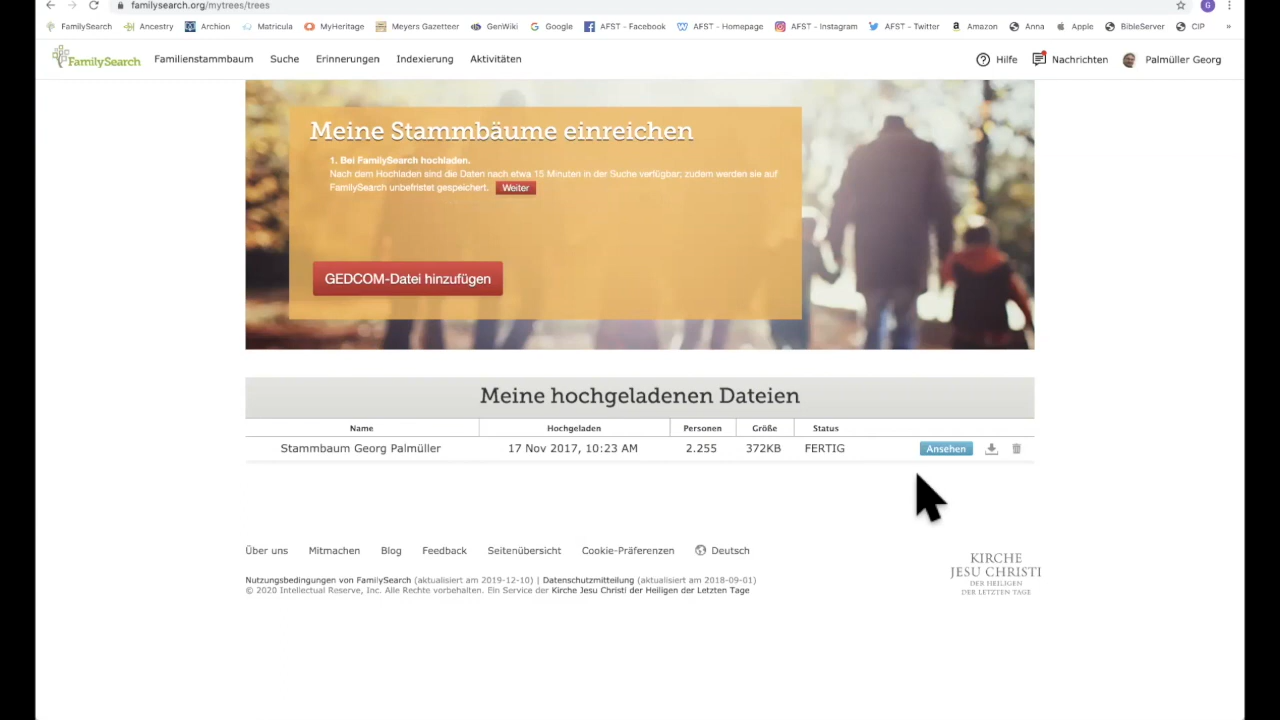 familysearch.org/mytrees/trees
G
FamilySearch Ancestry Archion Matricula MyHeritage Meyers Gazetteer GenWiki Google AFST - Facebook AFST - Homepage AFST - Instagram AFST - Twitter Amazon Anna Apple BibleServer CIP »
FamilySearch Familienstammbaum Suche Erinnerungen Indexierung Aktivitäten Hilfe Nachrichten Palmüller Georg
Meine Stammbäume einreichen
1. Bei FamilySearch hochladen.
Nach dem Hochladen sind die Daten nach etwa 15 Minuten in der Suche verfügbar; zudem werden sie auf
FamilySearch unbefristet gespeichert. Weiter
GEDCOM-Datei hinzufügen
Meine hochgeladenen Dateien
Name Hochgeladen Personen Größe Status
Stammbaum Georg Palmüller 17 Nov 2017, 10:23 AM 2.255 372KB FERTIG Ansehen
Über uns Mitmachen Blog Feedback Seitenübersicht Cookie-Präferenzen Deutsch
Nutzungsbedingungen von FamilySearch (aktualisiert am 2019-12-10) | Datenschutzmitteilung (aktualisiert am 2018-09-01)
© 2020 Intellectual Reserve, Inc. Alle Rechte vorbehalten. Ein Service der Kirche Jesu Christi der Heiligen der Letzten Tage
KIRCHE
JESU CHRISTI
DER HEILIGEN
DER LETZTEN TAGE